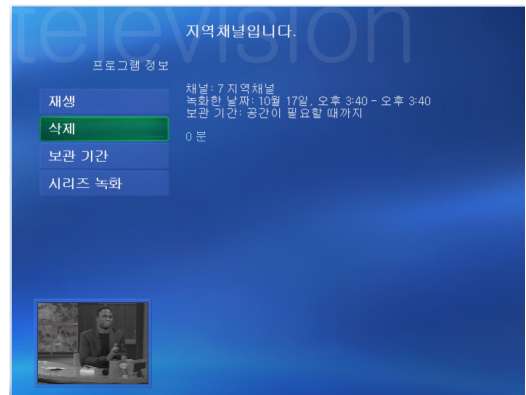 television
지역채널입니다.
프로그램 정보
채널: 7 지역채널
녹화한 날짜: 10월 17일, 오후 3:40 - 오후 3:40
보관 기간: 공간이 필요할 때까지
0 분
재생
삭제
보관 기간
시리즈 녹화